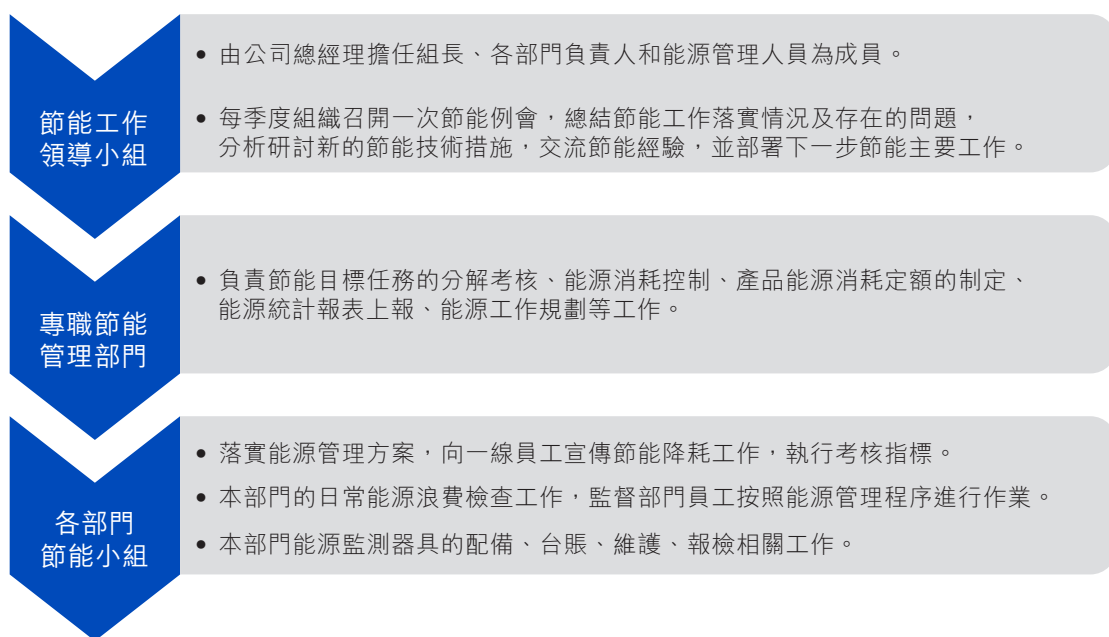 節能工作
領導小組
• 由公司總經理擔任組長、各部門負責人和能源管理人員為成員。
• 每季度組織召開一次節能例會，總結節能工作落實情況及存在的問題，
分析研討新的節能技術措施，交流節能經驗，並部署下一步節能主要工作。
專職節能
管理部門
• 負責節能目標任務的分解考核、能源消耗控制、產品能源消耗定額的制定、
能源統計報表上報、能源工作規劃等工作。
各部門
節能小組
• 落實能源管理方案，向一線員工宣傳節能降耗工作，執行考核指標。
• 本部門的日常能源浪費檢查工作，監督部門員工按照能源管理程序進行作業。
• 本部門能源監測器具的配備、台賬、維護、報檢相關工作。